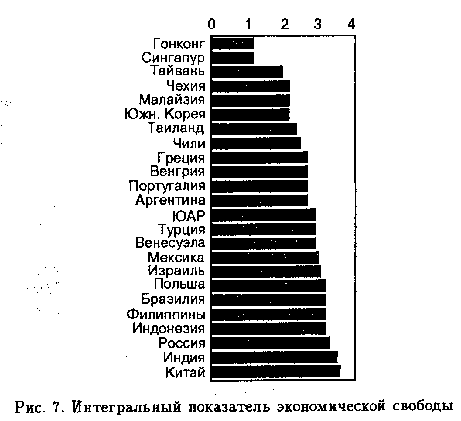 0 1 2 3 4
Гонконг
Сингапур
Тайвань
Чехия
Малайзия
Южн. Корея
Таиланд
Чили
Греция
Венгрия
Португалия
Аргентина
ЮАР
Турция
Венесуэла
Мексика
Израиль
Польша
Бразилия
Филиппины
Индонезия
Россия
Индия
Китай
Рис. 7. Интегральный показатель экономической свободы